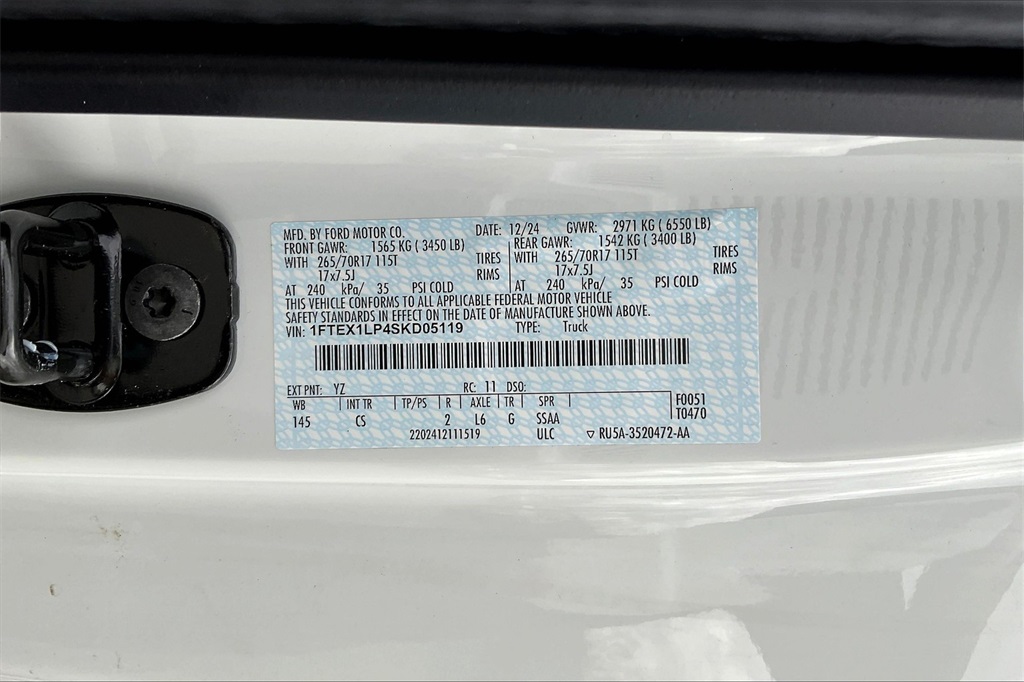 MFD. BY FORD MOTOR CO. DATE: 12/24 GVWR: 2971 KG ( 6550 LB)
FRONT GAWR: 1565 KG ( 3450 LB) REAR GAWR: 1542 KG ( 3400 LB)
WITH 265/70R17 115T TIRES WITH 265/70R17 115T TIRES
17x7.5J RIMS 17x7.5J RIMS
AT 240 kPa/ 35 PSI COLD AT 240 kPa/ 35 PSI COLD
THIS VEHICLE CONFORMS TO ALL APPLICABLE FEDERAL MOTOR VEHICLE
SAFETY STANDARDS IN EFFECT ON THE DATE OF MANUFACTURE SHOWN ABOVE.
VIN: 1FTEX1LP4SKD05119 TYPE: Truck
EXT PNT: YZ RC: 11 DSO:
WB INT TR TP/PS R AXLE TR SPR F0051
145 CS 2 L6 G SSAA T0470
2202412111519 ULC ▽ RU5A-3520472-AA